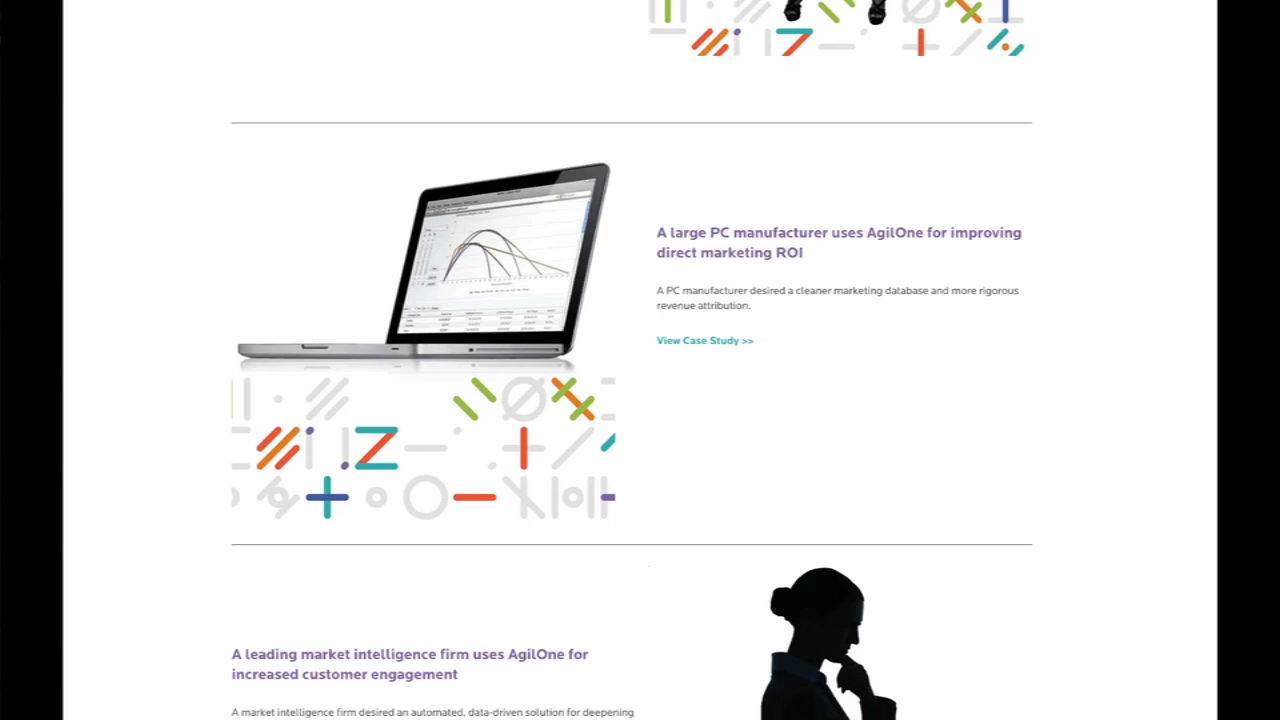 A large PC manufacturer uses AgilOne for improving
direct marketing ROI
A PC manufacturer desired a cleaner marketing database and more rigorous
revenue attribution.
View Case Study >>
A leading market intelligence firm uses AgilOne for
increased customer engagement
A market intelligence firm desired an automated, data-driven solution for deepening